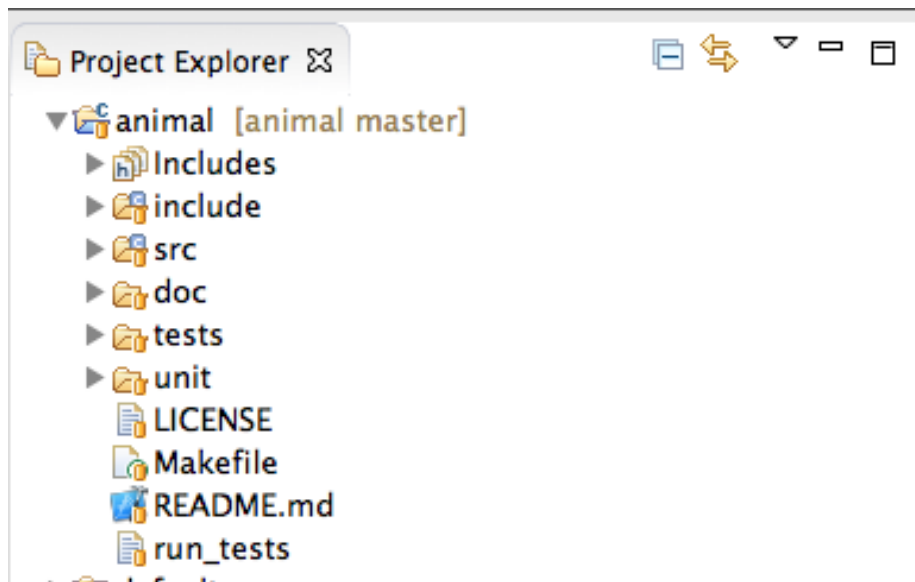 Project Explorer
animal [animal master]
Includes
include
src
doc
tests
unit
LICENSE
Makefile
README.md
run_tests